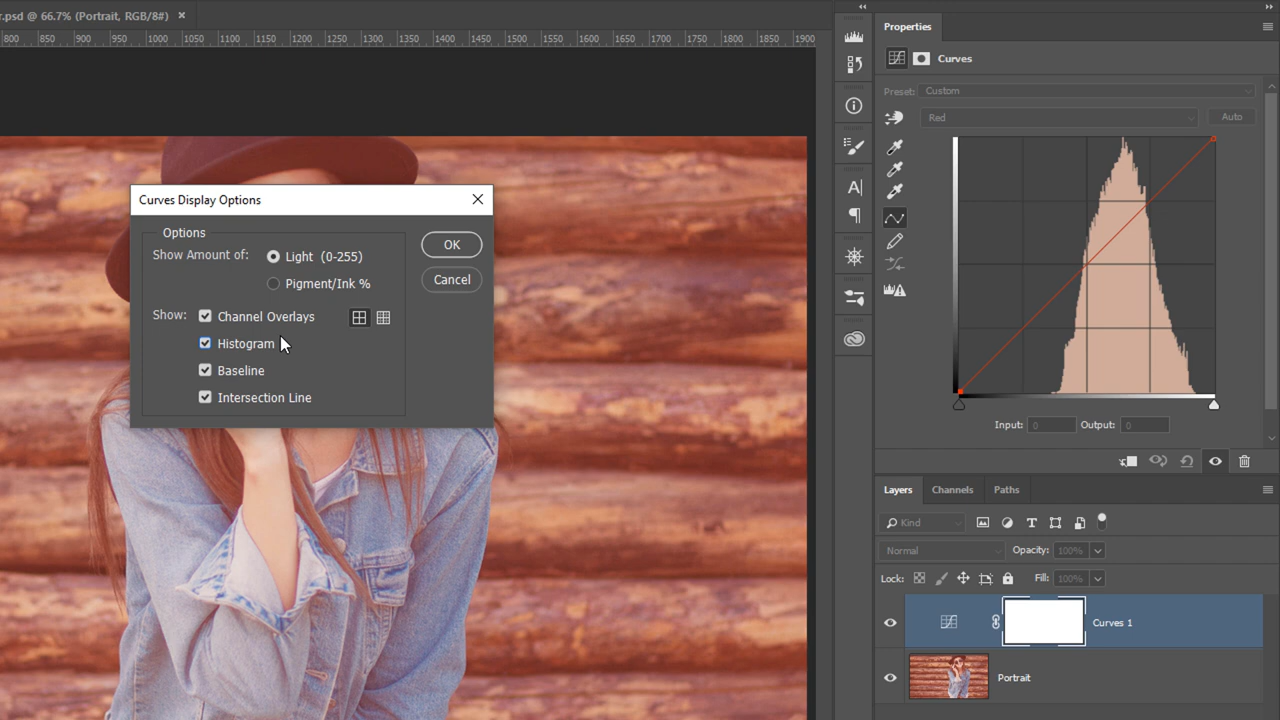 r.psd @ 66.7% (Portrait, RGB/8#) ×
800 850 900 950 1000 1050 1100 1150 1200 1250 1300 1350 1400 1450 1500 1550 1600 1650 1700 1750 1800 1850 1900
Curves Display Options
Options
Show Amount of: Light (0-255)
Pigment/Ink %
Show: Channel Overlays
Histogram
Baseline
Intersection Line
OK
Cancel
Properties
Curves
Preset: Custom
Red Auto
Input: 0 Output: 0
Layers Channels Paths
Kind
Normal Opacity: 100%
Lock: Fill: 100%
Curves 1
Portrait